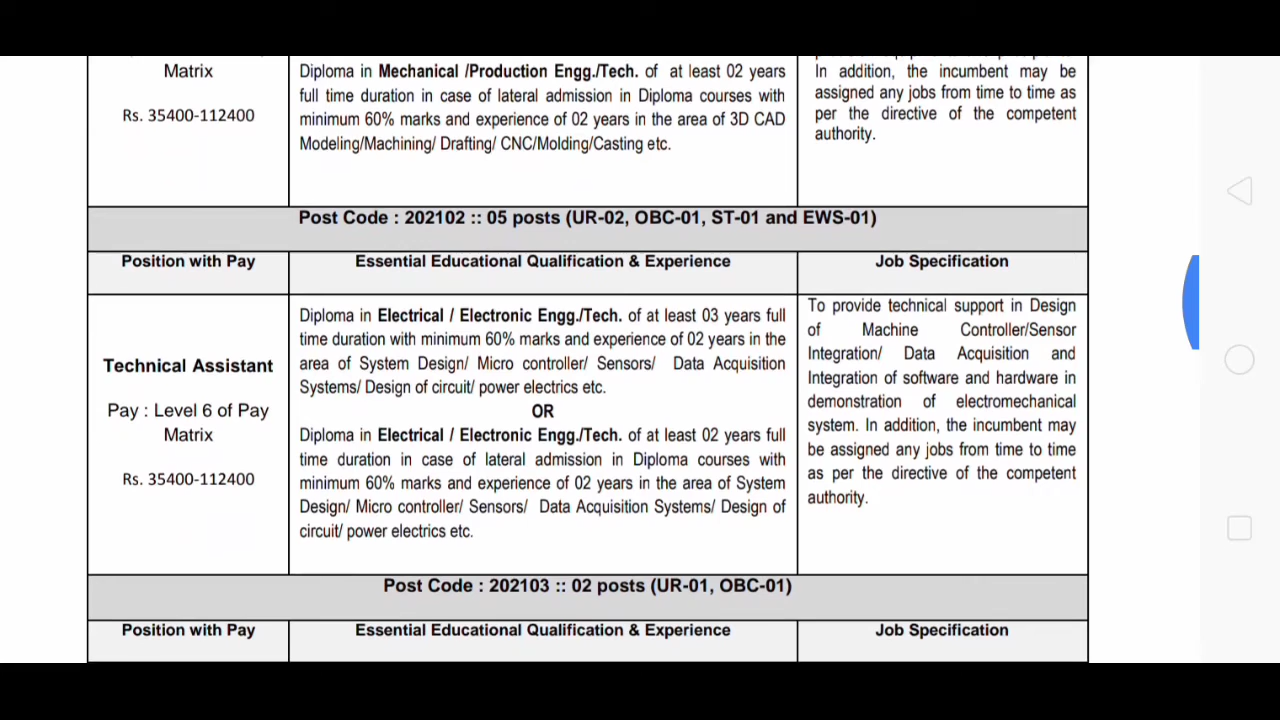 Matrix
Rs. 35400-112400
Diploma in Mechanical /Production Engg./Tech. of at least 02 years
full time duration in case of lateral admission in Diploma courses with
minimum 60% marks and experience of 02 years in the area of 3D CAD
Modeling/Machining/ Drafting/ CNC/Molding/Casting etc.
In addition, the incumbent may be
assigned any jobs from time to time as
per the directive of the competent
authority.
Post Code : 202102 :: 05 posts (UR-02, OBC-01, ST-01 and EWS-01)
Position with Pay
Essential Educational Qualification & Experience
Job Specification
Technical Assistant
Pay : Level 6 of Pay
Matrix
Rs. 35400-112400
Diploma in Electrical / Electronic Engg./Tech. of at least 03 years full
time duration with minimum 60% marks and experience of 02 years in the
area of System Design/ Micro controller/ Sensors/ Data Acquisition
Systems/ Design of circuit/ power electrics etc.
OR
Diploma in Electrical / Electronic Engg./Tech. of at least 02 years full
time duration in case of lateral admission in Diploma courses with
minimum 60% marks and experience of 02 years in the area of System
Design/ Micro controller/ Sensors/ Data Acquisition Systems/ Design of
circuit/ power electrics etc.
To provide technical support in Design
of Machine Controller/Sensor
Integration/ Data Acquisition and
Integration of software and hardware in
demonstration of electromechanical
system. In addition, the incumbent may
be assigned any jobs from time to time
as per the directive of the competent
authority.
Post Code : 202103 :: 02 posts (UR-01, OBC-01)
Position with Pay
Essential Educational Qualification & Experience
Job Specification